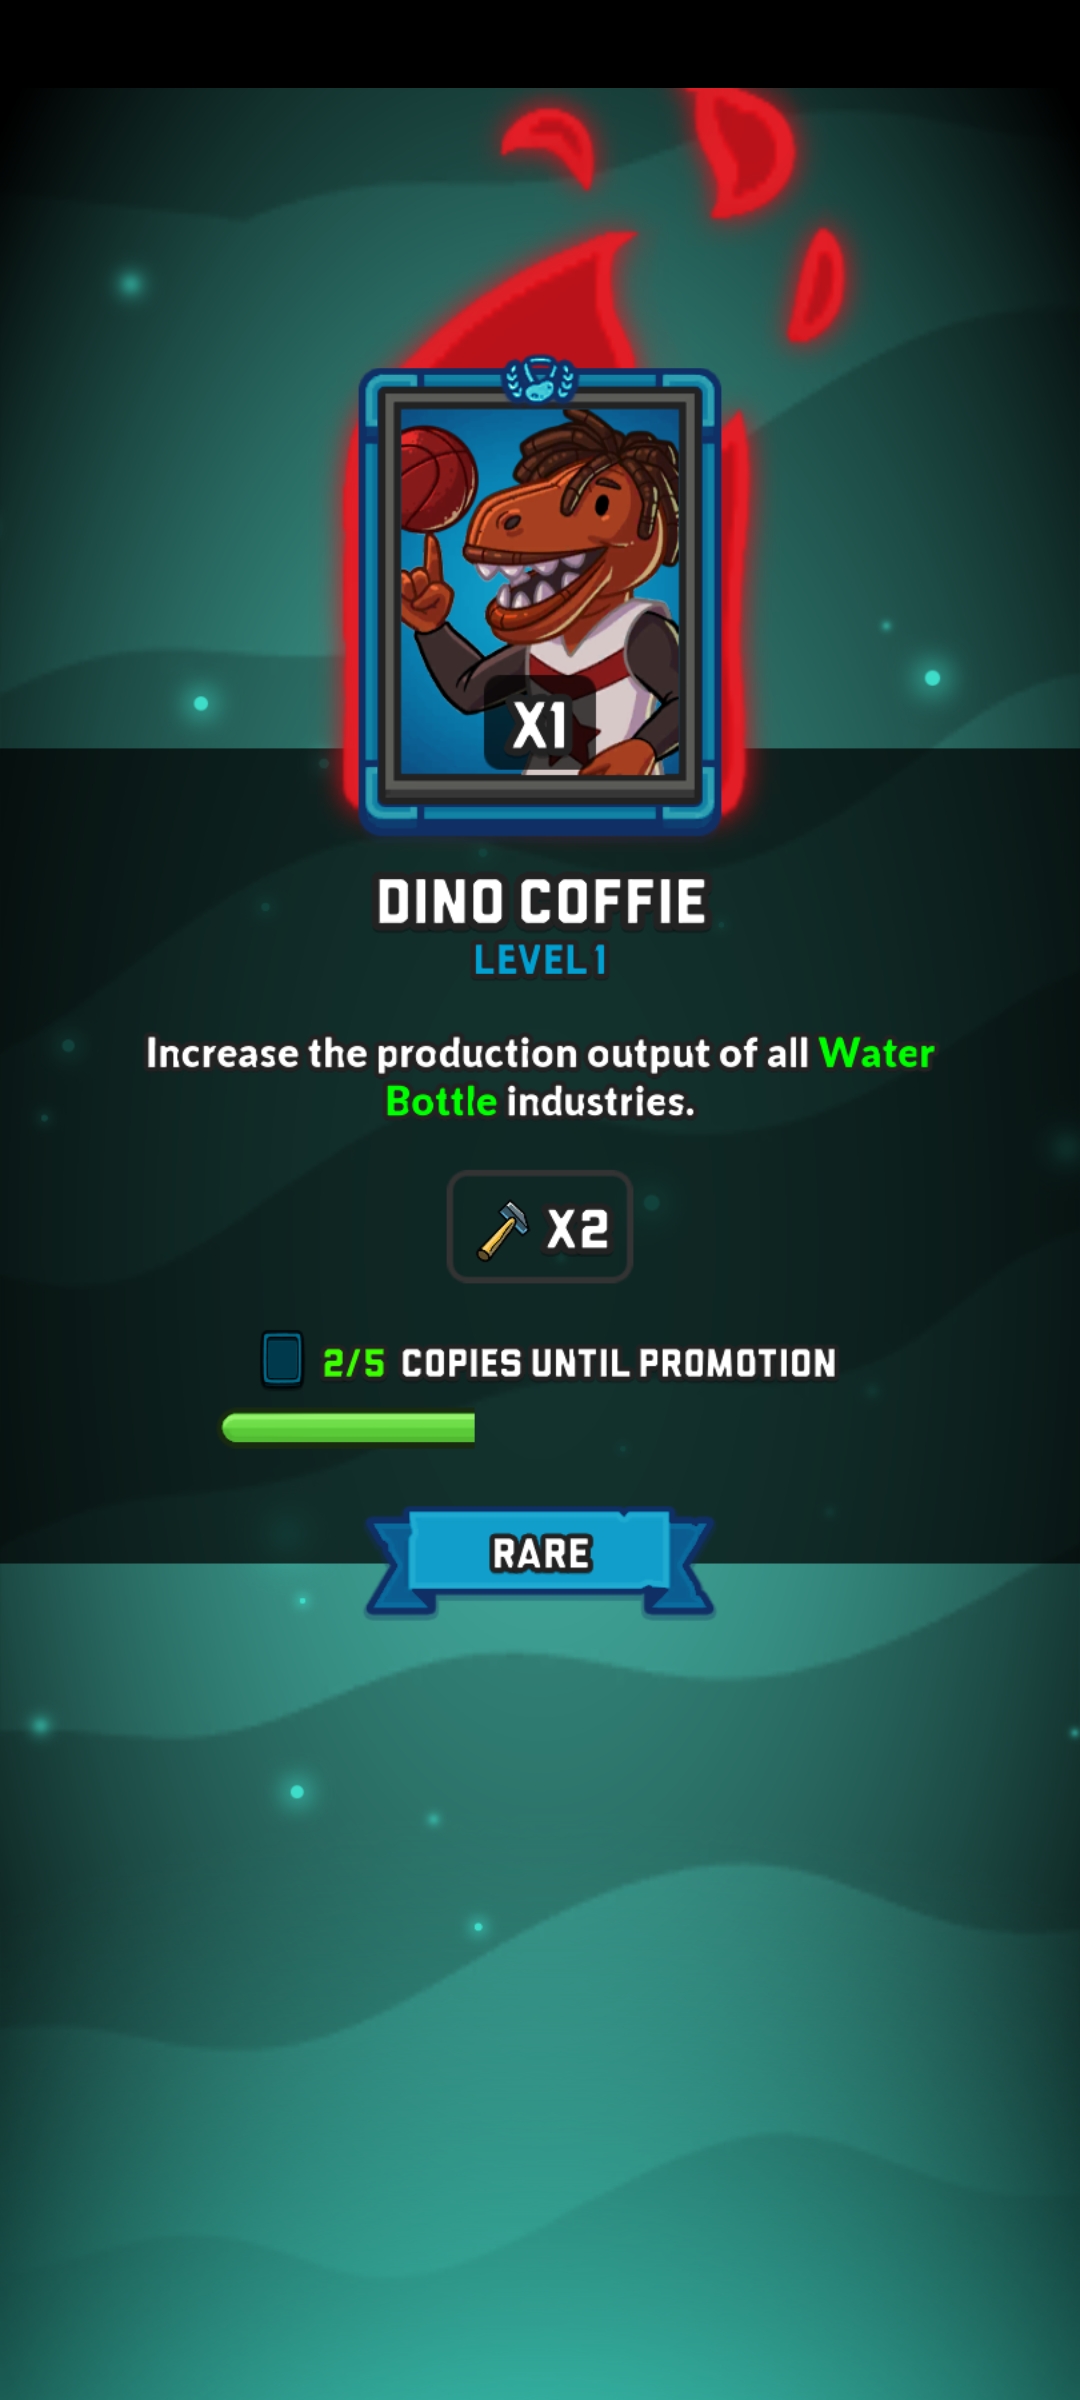 X1
DINO COFFIE
LEVEL 1
Increase the production output of all Water
Bottle industries.
X2
2/5 COPIES UNTIL PROMOTION
RARE